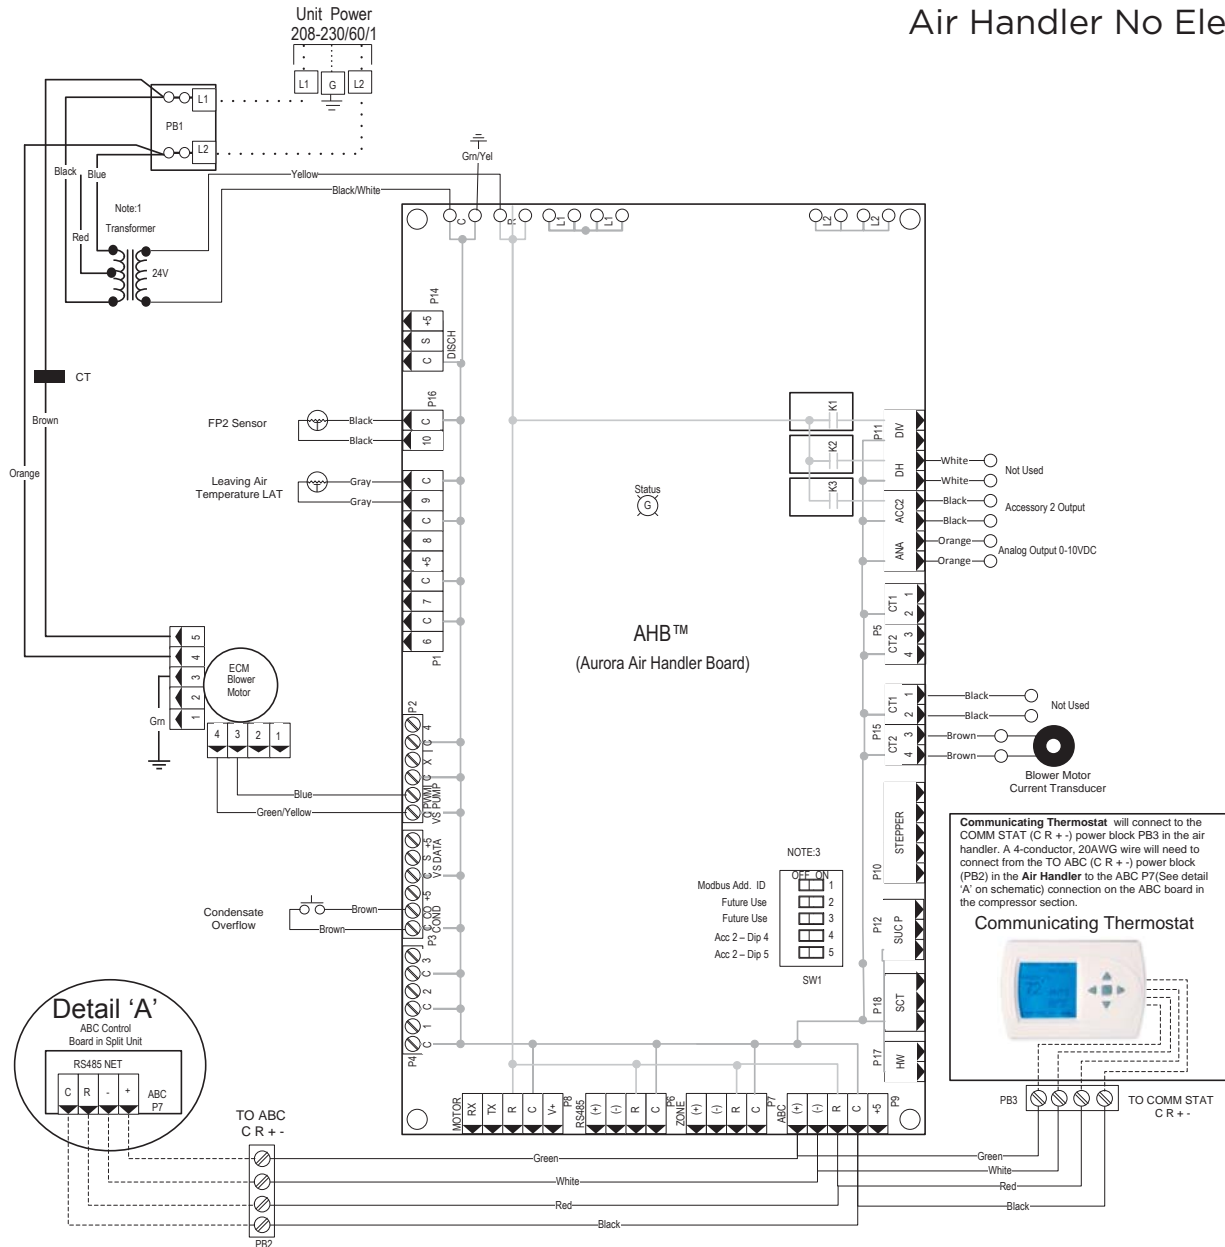 Air Handler No Ele
Unit Power
208-230/60/1
L1
G
L2
L1
PB1
L2
Black
Blue
Red
Note:1
Transformer
24V
Yellow
Black/White
Grn/Yel
CT
Brown
Orange
C
R
L1
L1
L2
L2
P14
+5
S
C
DISCH
P16
C
10
FP2 Sensor
Black
Black
Leaving Air
Temperature LAT
Gray
Gray
C
9
C
8
+5
C
7
C
6
P1
Status
G
K1
K2
K3
P11
DIV
DH
ACC2
ANA
White
White
Not Used
Black
Black
Accessory 2 Output
Orange
Orange
Analog Output 0-10VDC
CT1
1
2
P5
CT2
3
4
AHB™
(Aurora Air Handler Board)
5
4
3
2
1
ECM
Blower
Motor
Grn
4
3
2
1
Blue
Green/Yellow
P2
4
C
I
X
C
PWMI
C
VS PUMP
+5
S
C
VS DATA
+5
CO
C
COND
P3
Condensate
Overflow
Brown
Brown
3
C
2
C
1
C
P4
CT1
1
2
P15
CT2
3
4
Black
Black
Not Used
Brown
Brown
Blower Motor
Current Transducer
STEPPER
P10
SUC P
P12
SCT
P18
HW
P17
NOTE:3
OFF ON
Modbus Add. ID 1
Future Use 2
Future Use 3
Acc 2 – Dip 4 4
Acc 2 – Dip 5 5
SW1
Communicating Thermostat will connect to the
COMM STAT (C R + -) power block PB3 in the air
handler. A 4-conductor, 20AWG wire will need to
connect from the TO ABC (C R + -) power block
(PB2) in the Air Handler to the ABC P7(See detail
'A' on schematic) connection on the ABC board in
the compressor section.
Communicating Thermostat
PB3
TO COMM STAT
C R + -
Detail ‘A’
ABC Control
Board in Split Unit
RS485 NET
C R - +
ABC
P7
TO ABC
C R + -
PB2
MOTOR
RX
TX
R
C
V+
P8
RS485
(+)
(-)
R
C
P6
ZONE
(+)
(-)
R
C
P7
ABC
(+)
(-)
R
C
+5
P9
Green
White
Red
Black
Green
White
Red
Black